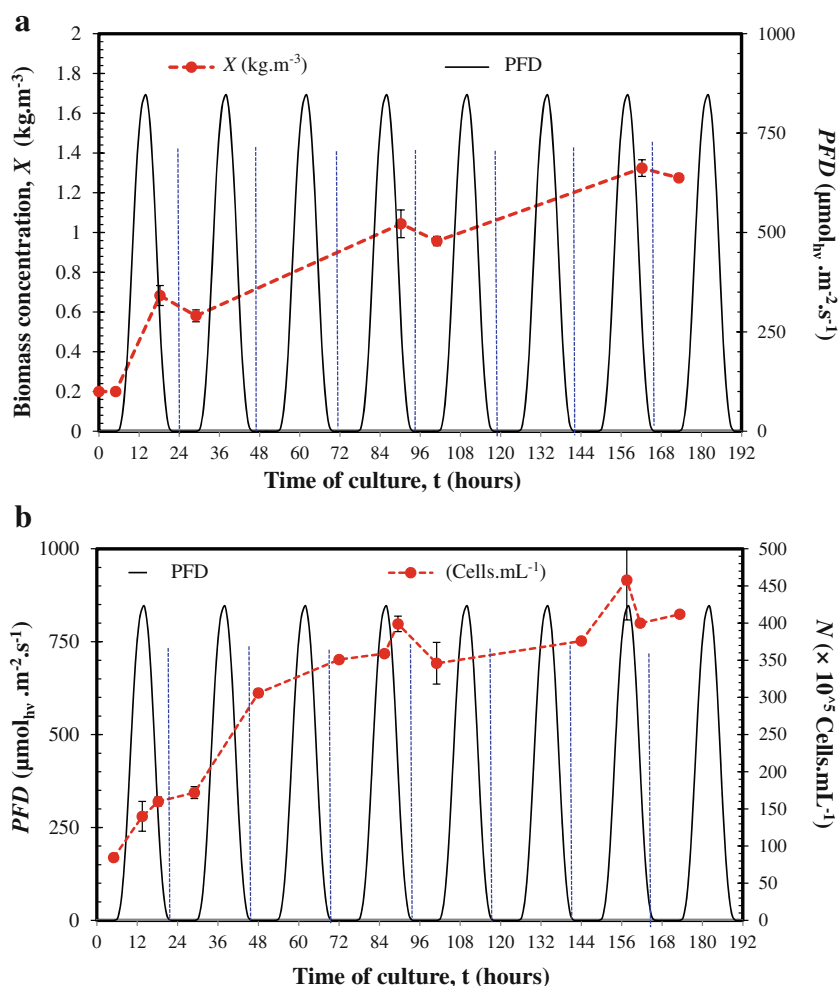 a
X (kg.m-3)
PFD
Biomass concentration, X (kg.m-3)
2
1.8
1.6
1.4
1.2
1
0.8
0.6
0.4
0.2
0
1000
750
500
250
0
PFD (µmolhν .m-2.s-1)
0 12 24 36 48 60 72 84 96 108 120 132 144 156 168 180 192
Time of culture, t (hours)
b
PFD
(Cells.mL-1)
PFD (µmolhν .m-2.s-1)
1000
750
500
250
0
500
450
400
350
300
250
200
150
100
50
0
N (× 10^5 Cells.mL-1)
0 12 24 36 48 60 72 84 96 108 120 132 144 156 168 180 192
Time of culture, t (hours)